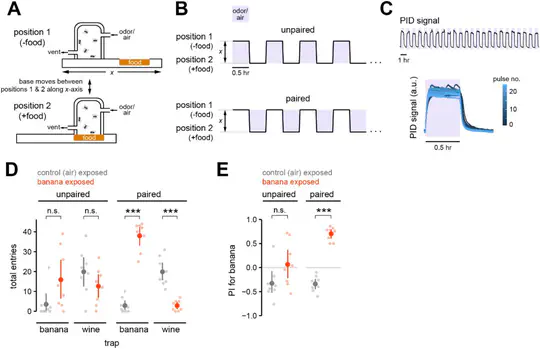 A
position 1
(-food)
odor/
air
vent
food
x
base moves between
positions 1 & 2 along x-axis
position 2
(+food)
odor/
air
vent
food
B
odor/
air
unpaired
position 1
(-food)
x
position 2
(+food)
0.5 hr
...
paired
position 1
(-food)
x
position 2
(+food)
...
C
PID signal
1 hr
pulse no.
20
10
0
PID signal (a.u.)
0.5 hr
D
control (air) exposed
banana exposed
unpaired
paired
n.s.
n.s.
***
***
total entries
40
30
20
10
0
banana
wine
banana
wine
trap
E
control (air) exposed
banana exposed
unpaired
paired
n.s.
***
PI for banana
1.0
0.5
0.0
−0.5
−1.0